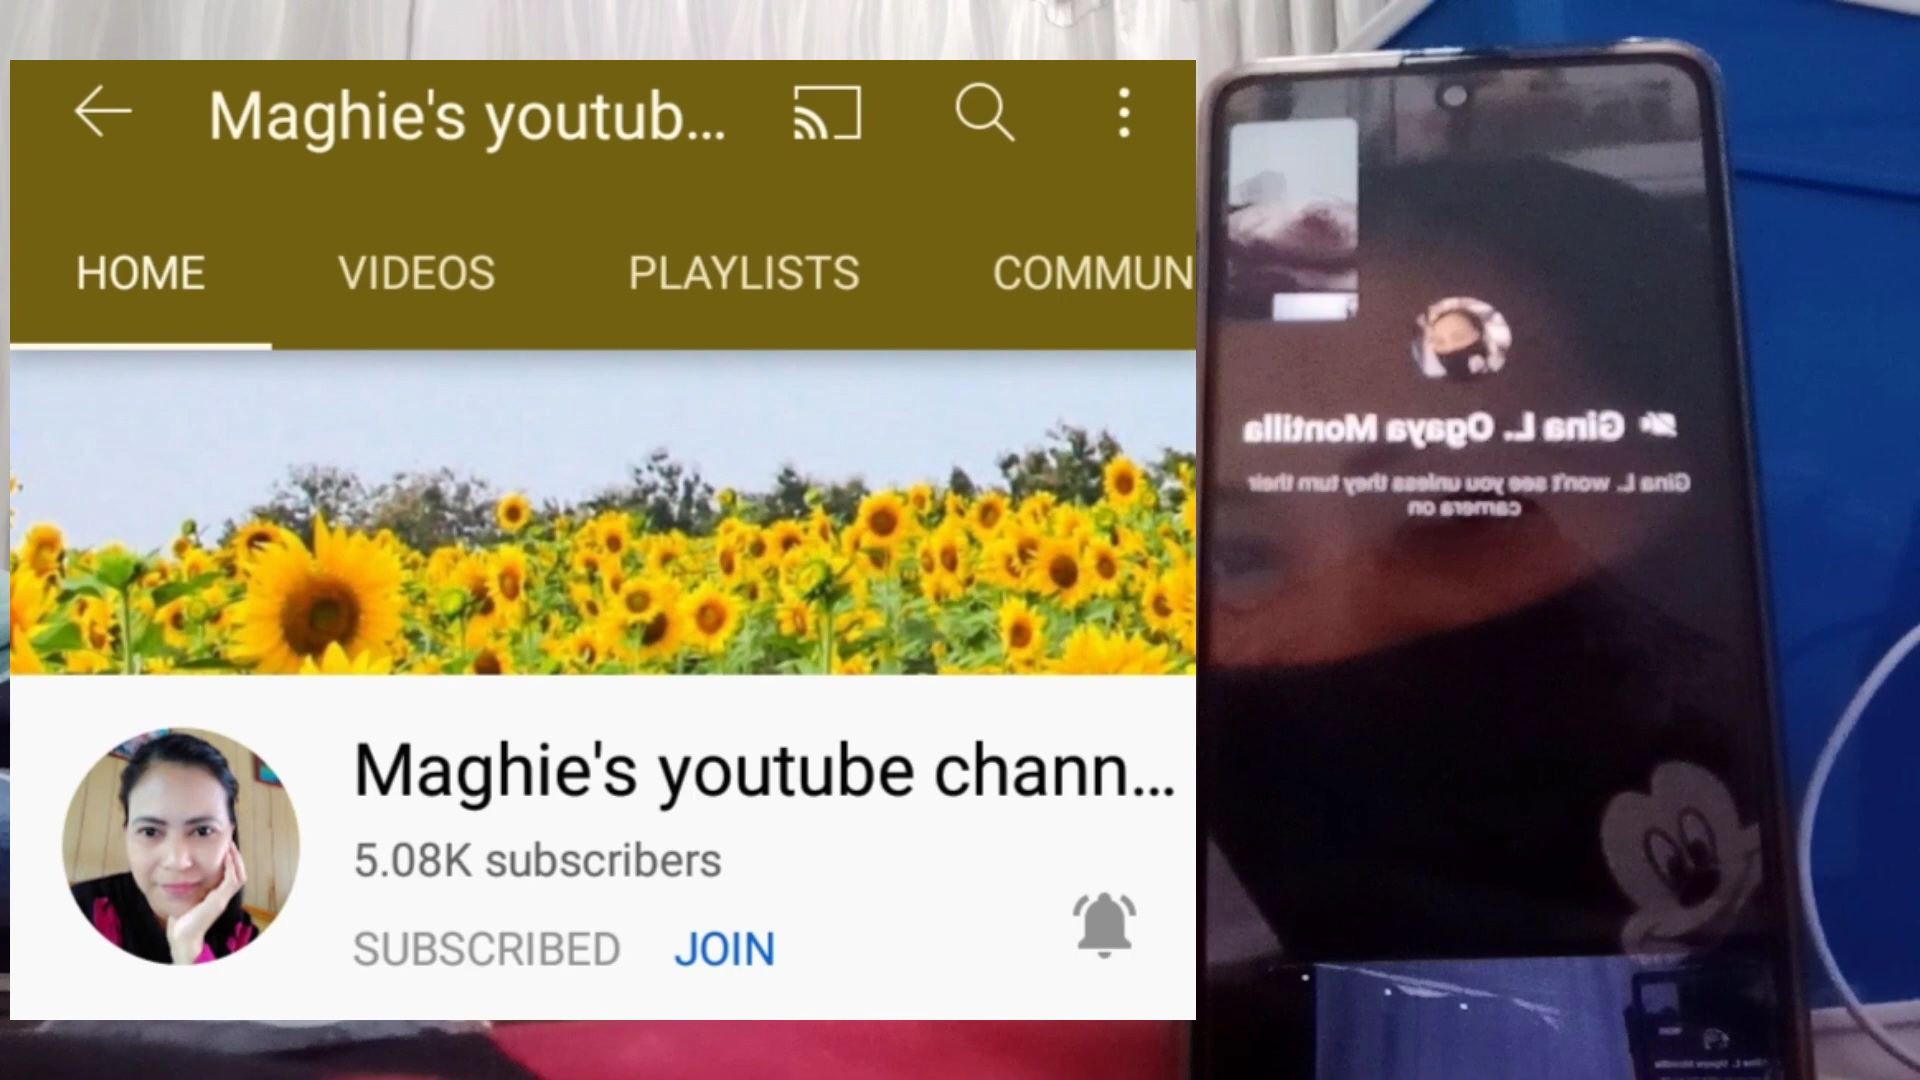 Maghie's youtub...
HOME VIDEOS PLAYLISTS COMMUN
Maghie's youtube chann...
5.08K subscribers
SUBSCRIBED JOIN
Gina L. Ogaya Montilla
Gina L. won't see you unless they turn their
camera on